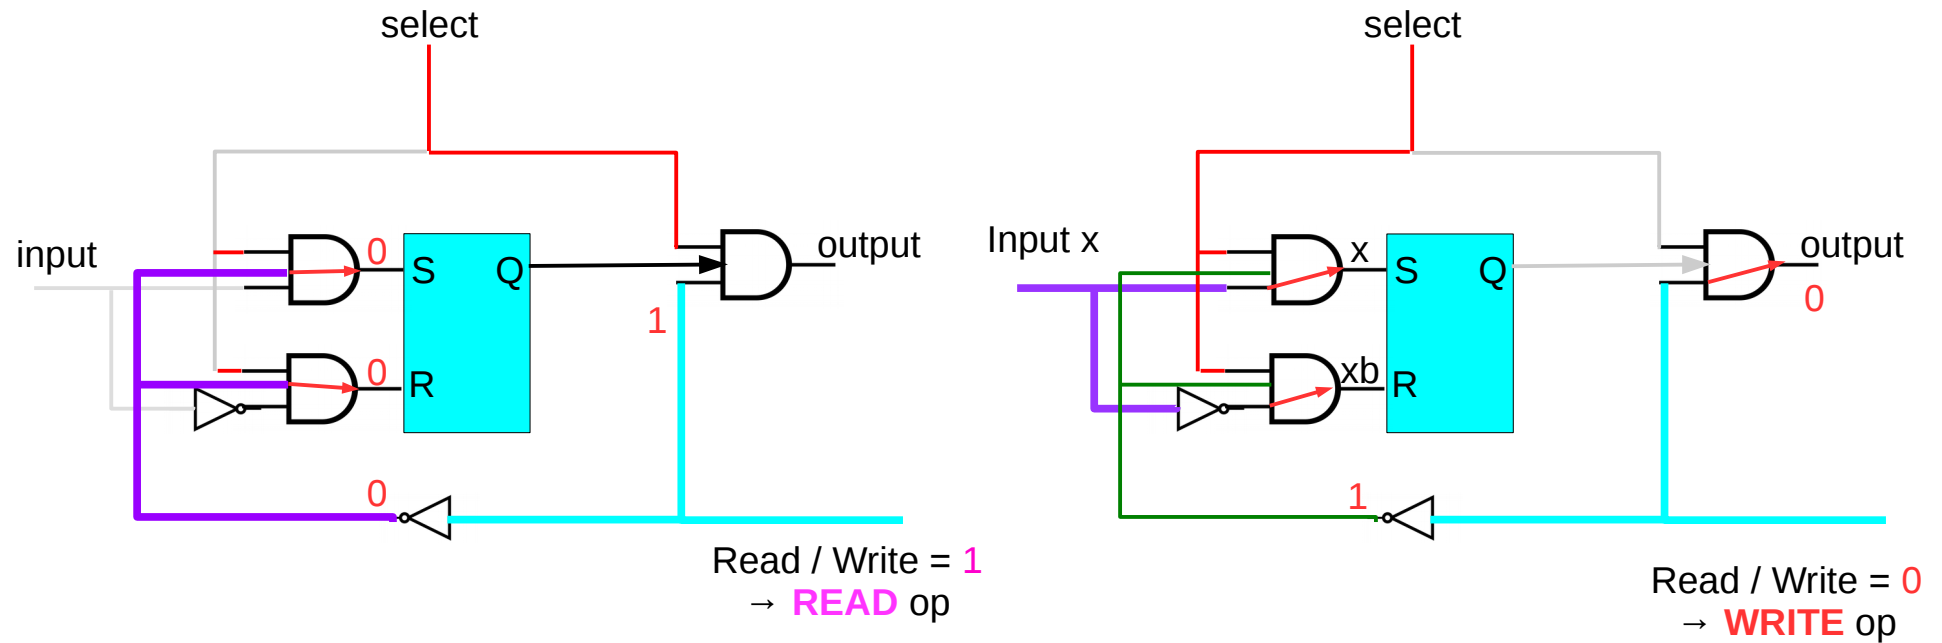 select
input
0
S
Q
output
1
0
R
0
Read / Write = 1
→ READ op
select
Input x
x
S
Q
output
0
xb
R
1
Read / Write = 0
→ WRITE op